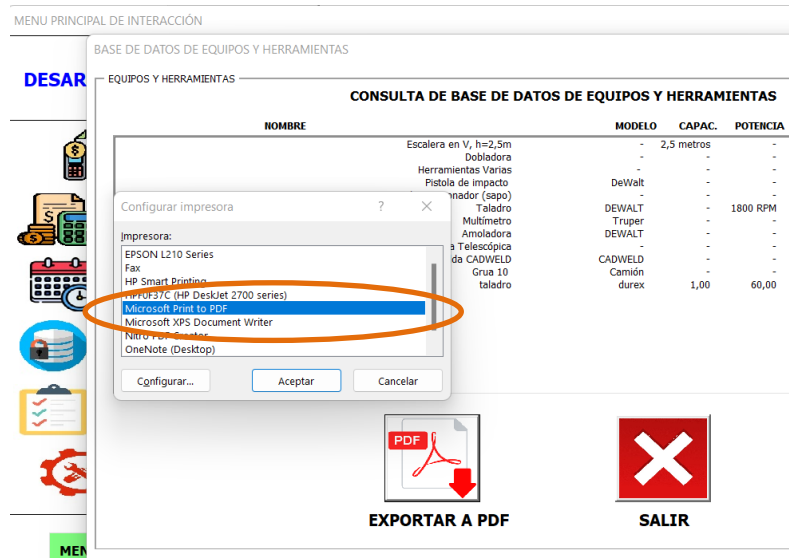 MENU PRINCIPAL DE INTERACCIÓN
BASE DE DATOS DE EQUIPOS Y HERRAMIENTAS
DESAR
EQUIPOS Y HERRAMIENTAS
CONSULTA DE BASE DE DATOS DE EQUIPOS Y HERRAMIENTAS
NOMBRE MODELO CAPAC. POTENCIA
Escalera en V, h=2,5m - 2,5 metros -
Dobladora - - -
Herramientas Varias - - -
Pistola de impacto DeWalt - -
onador (sapo) - - -
Taladro DEWALT - 1800 RPM
Multímetro Truper - -
Amoladora DEWALT - -
a Telescópica - - -
da CADWELD CADWELD - -
Grua 10 Camión - -
taladro durex 1,00 60,00
Configurar impresora ?
Impresora:
EPSON L210 Series
Fax
HP Smart Printing
HPF0F37C (HP DeskJet 2700 series)
Microsoft Print to PDF
Microsoft XPS Document Writer
Nitro PDF Creator
OneNote (Desktop)
Configurar... Aceptar Cancelar
PDF
EXPORTAR A PDF SALIR
MEN